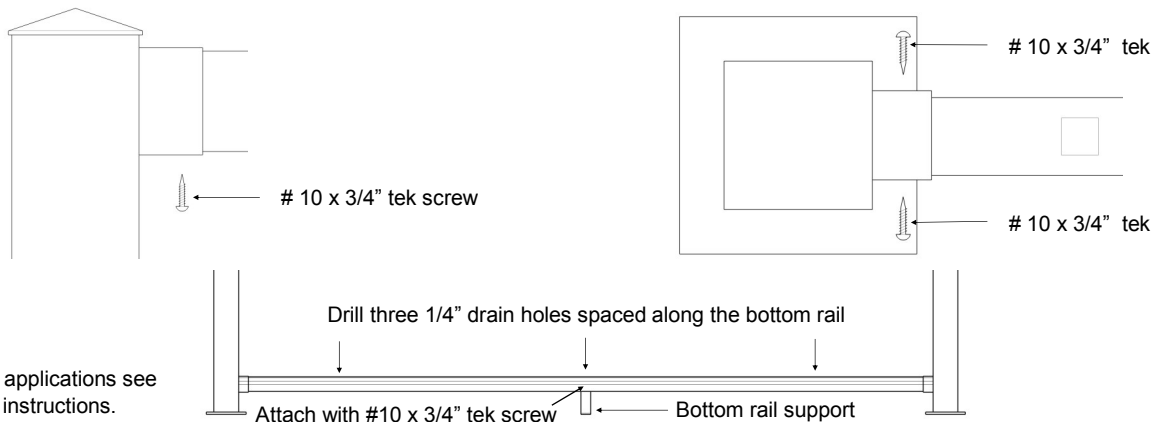 # 10 x 3/4” tek
# 10 x 3/4” tek screw
# 10 x 3/4” tek
Drill three 1/4” drain holes spaced along the bottom rail
applications see
instructions.
Attach with #10 x 3/4” tek screw
Bottom rail support